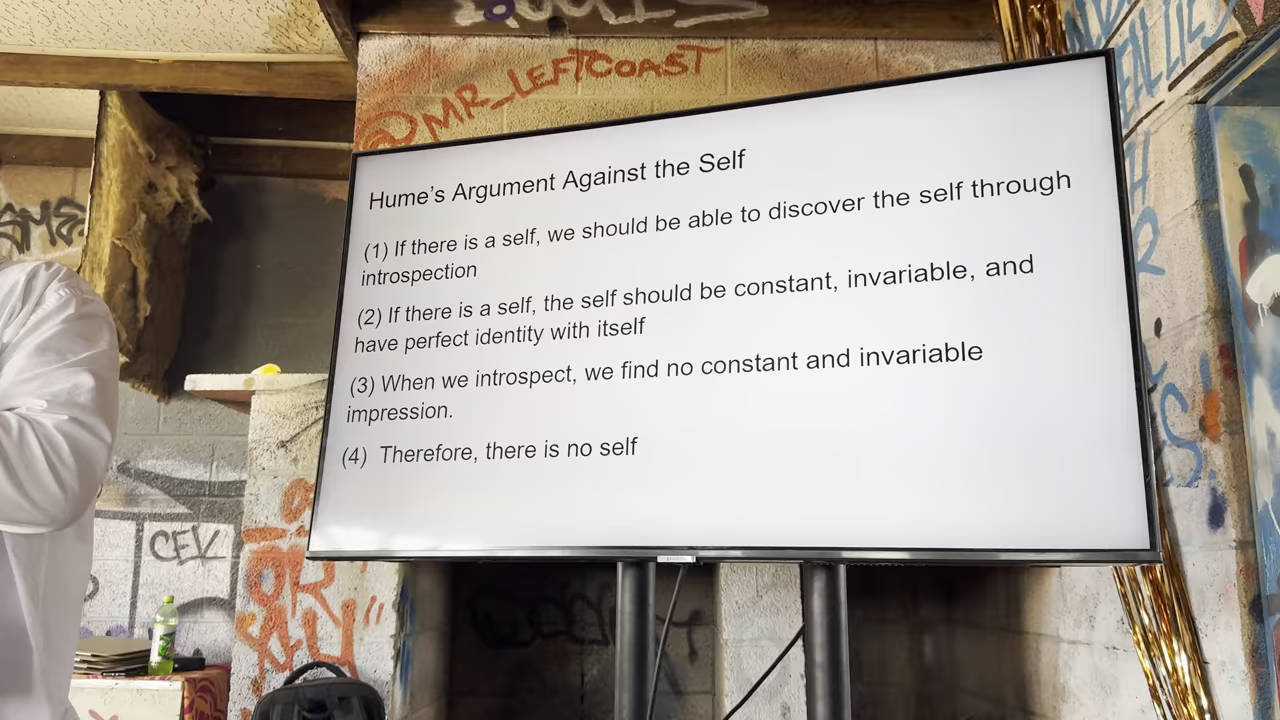 @MR_LEFTCOAST
Hume's Argument Against the Self
(1) If there is a self, we should be able to discover the self through
introspection
(2) If there is a self, the self should be constant, invariable, and
have perfect identity with itself
(3) When we introspect, we find no constant and invariable
impression.
(4) Therefore, there is no self
CEK